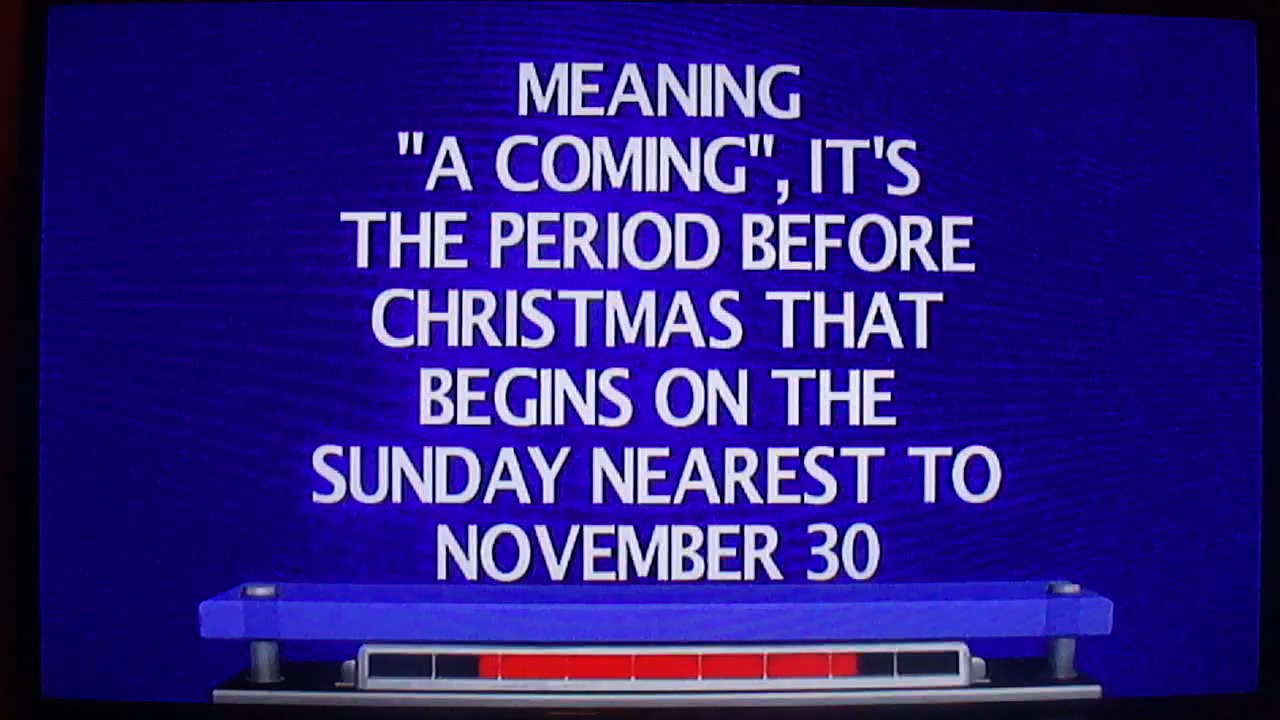 MEANING
"A COMING", IT'S
THE PERIOD BEFORE
CHRISTMAS THAT
BEGINS ON THE
SUNDAY NEAREST TO
NOVEMBER 30